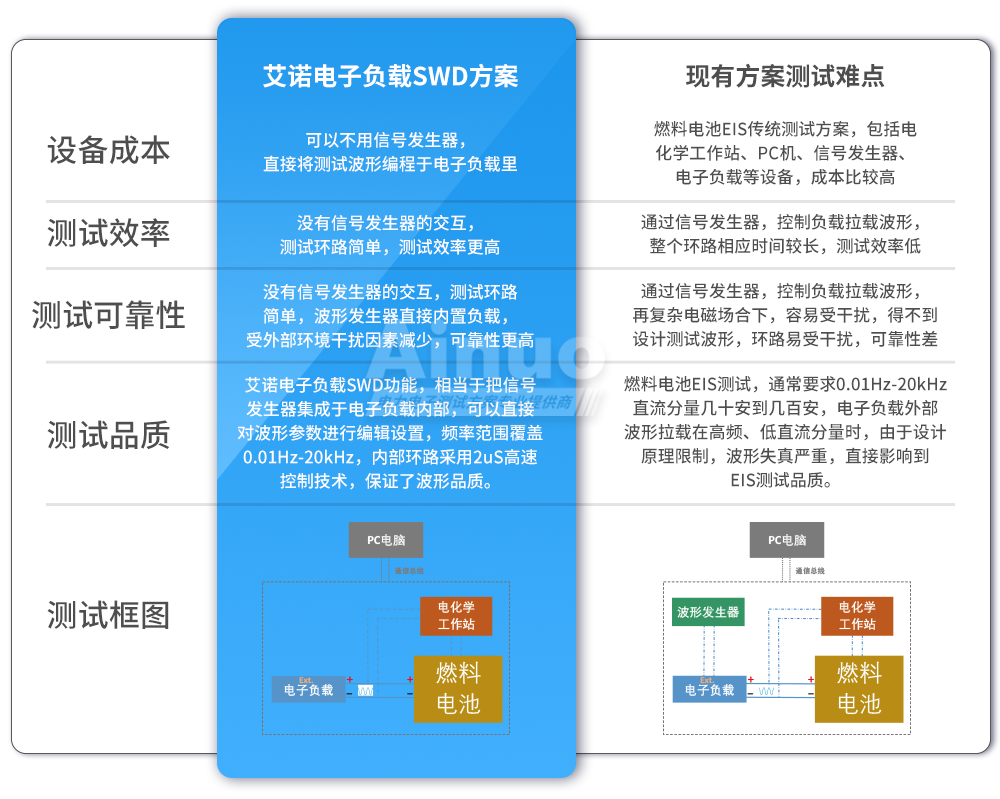 艾诺电子负载SWD方案
现有方案测试难点
设备成本
可以不用信号发生器，
直接将测试波形编程于电子负载里
燃料电池EIS传统测试方案，包括电
化学工作站、PC机、信号发生器、
电子负载等设备，成本比较高
测试效率
没有信号发生器的交互，
测试环路简单，测试效率更高
通过信号发生器，控制负载拉载波形，
整个环路相应时间较长，测试效率低
测试可靠性
没有信号发生器的交互，测试环路
简单，波形发生器直接内置负载，
受外部环境干扰因素减少，可靠性更高
通过信号发生器，控制负载拉载波形，
再复杂电磁场合下，容易受干扰，得不到
设计测试波形，环路易受干扰，可靠性差
Ainuo
电力电子测试方案专业提供商
测试品质
艾诺电子负载SWD功能，相当于把信号
发生器集成于电子负载内部，可以直接
对波形参数进行编辑设置，频率范围覆盖
0.01Hz-20kHz，内部环路采用2uS高速
控制技术，保证了波形品质。
燃料电池EIS测试，通常要求0.01Hz-20kHz
直流分量几十安到几百安，电子负载外部
波形拉载在高频、低直流分量时，由于设计
原理限制，波形失真严重，直接影响到
EIS测试品质。
测试框图
PC电脑
通信总线
电化学
工作站
Ext.
电子负载
+
+
−
−
燃料
电池
PC电脑
通信总线
波形发生器
电化学
工作站
Ext.
电子负载
+
+
−
−
燃料
电池